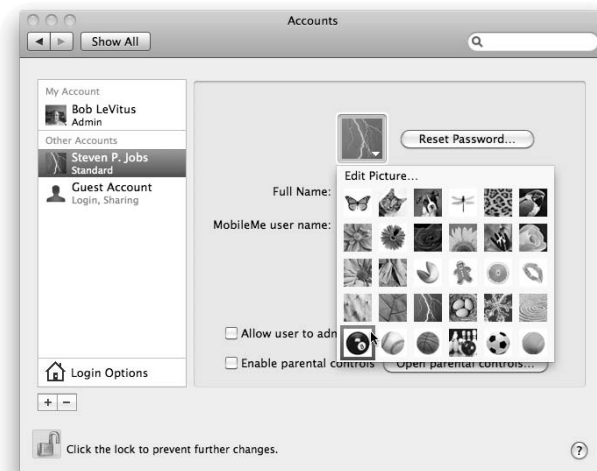 Accounts
Show All
My Account
Bob LeVitus
Admin
Other Accounts
Steven P. Jobs
Standard
Guest Account
Login, Sharing
Login Options
+ −
Reset Password...
Edit Picture...
Full Name:
MobileMe user name:
8
Allow user to adm
Enable parental controls
Open parental controls...
Click the lock to prevent further changes.
?